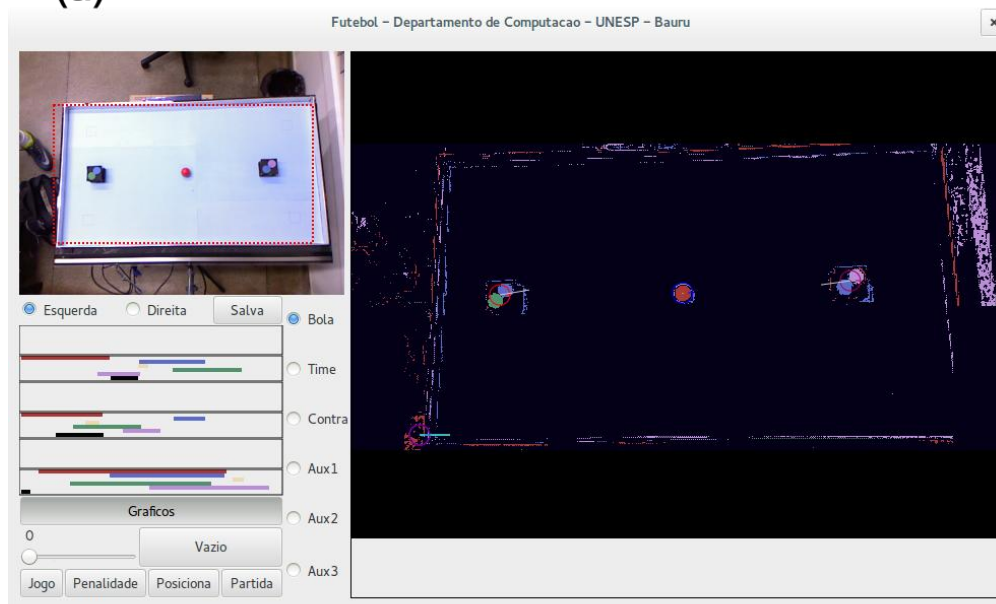 Futebol – Departamento de Computacao – UNESP – Bauru
Esquerda Direita Salva
Bola
Time
Contra
Aux1
Graficos
Aux2
0
Vazio
Aux3
Jogo Penalidade Posiciona Partida